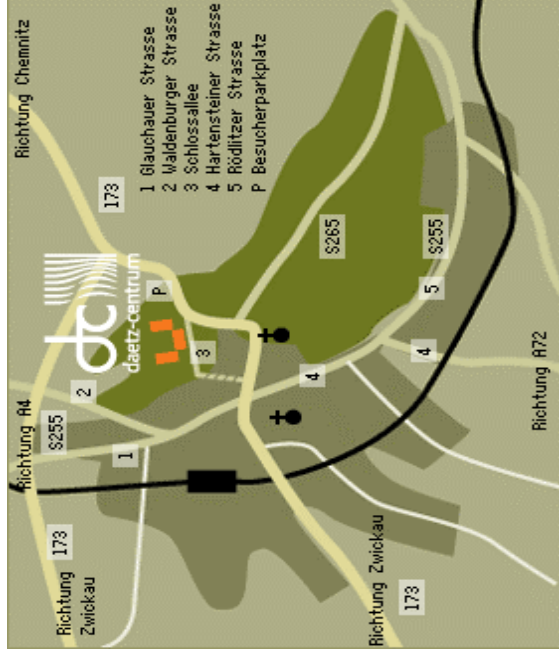 Richtung Chemnitz
173
1 Glauchauer Strasse
2 Waldenburger Strasse
3 Schlossallee
4 Hartensteiner Strasse
5 Rödlitzer Strasse
P Besucherparkplatz
dc
daetz-centrum
P
3
2
Richtung A4
S255
1
173
Richtung
Zwickau
S265
S255
5
4
4
Richtung A72
Richtung Zwickau
173